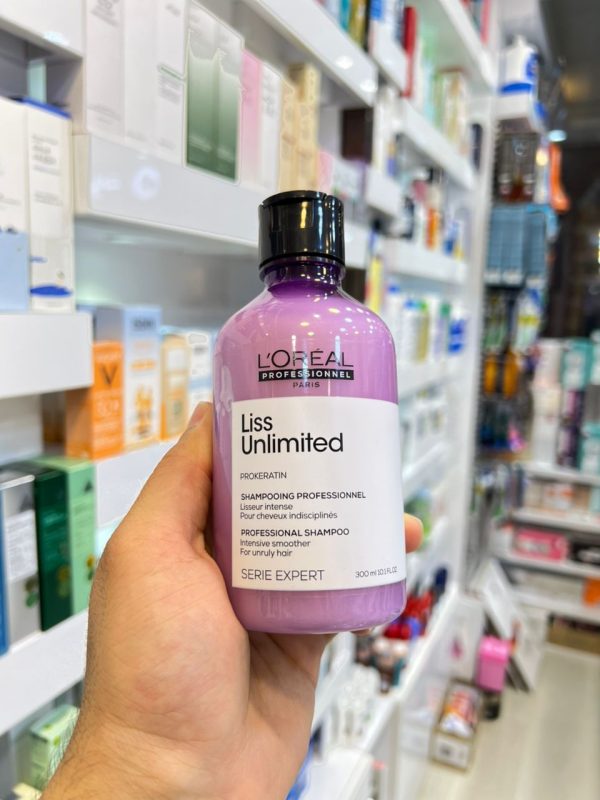 L'ORÉAL
PROFESSIONNEL
PARIS
Liss
Unlimited
PROKERATIN
SHAMPOOING PROFESSIONNEL
Lisseur intense
Pour cheveux indisciplinés
PROFESSIONAL SHAMPOO
Intensive smoother
For unruly hair
SERIE EXPERT
300 ml 10.1 FL.OZ
VICHY